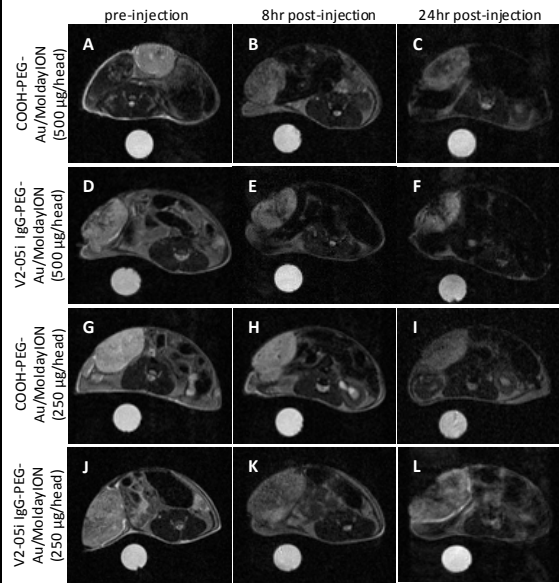 pre-injection 8hr post-injection 24hr post-injection
COOH-PEG-
Au/MoldayION
(500 µg/head)
A B C
V2-05i IgG-PEG-
Au/MoldayION
(500 µg/head)
D E F
COOH-PEG-
Au/MoldayION
(250 µg/head)
G H I
V2-05i IgG-PEG-
Au/MoldayION
(250 µg/head)
J K L